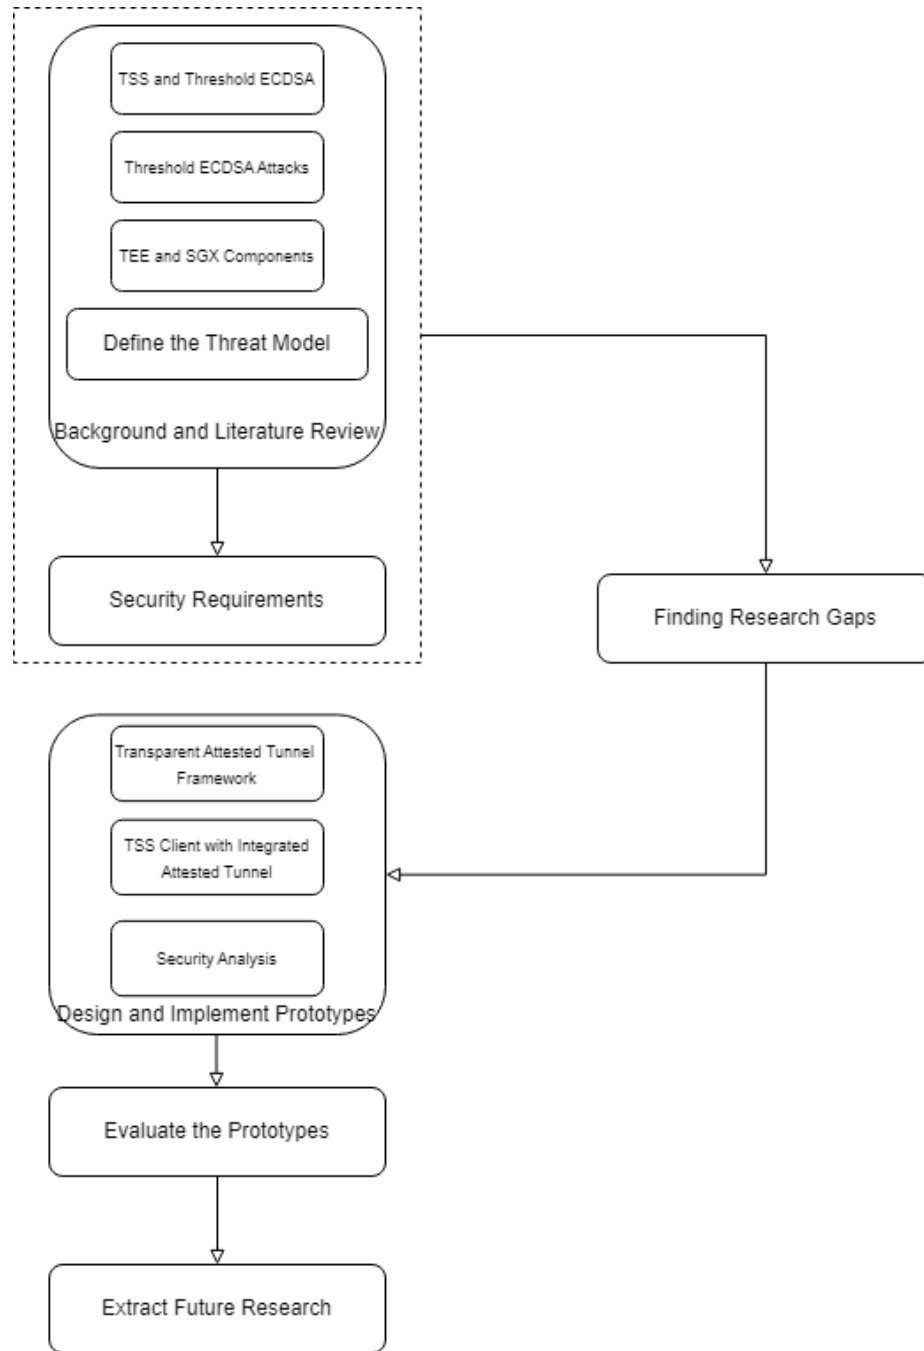 TSS and Threshold ECDSA
Threshold ECDSA Attacks
TEE and SGX Components
Define the Threat Model
Background and Literature Review
Security Requirements
Finding Research Gaps
Transparent Attested Tunnel
Framework
TSS Client with Integrated
Attested Tunnel
Security Analysis
Design and Implement Prototypes
Evaluate the Prototypes
Extract Future Research